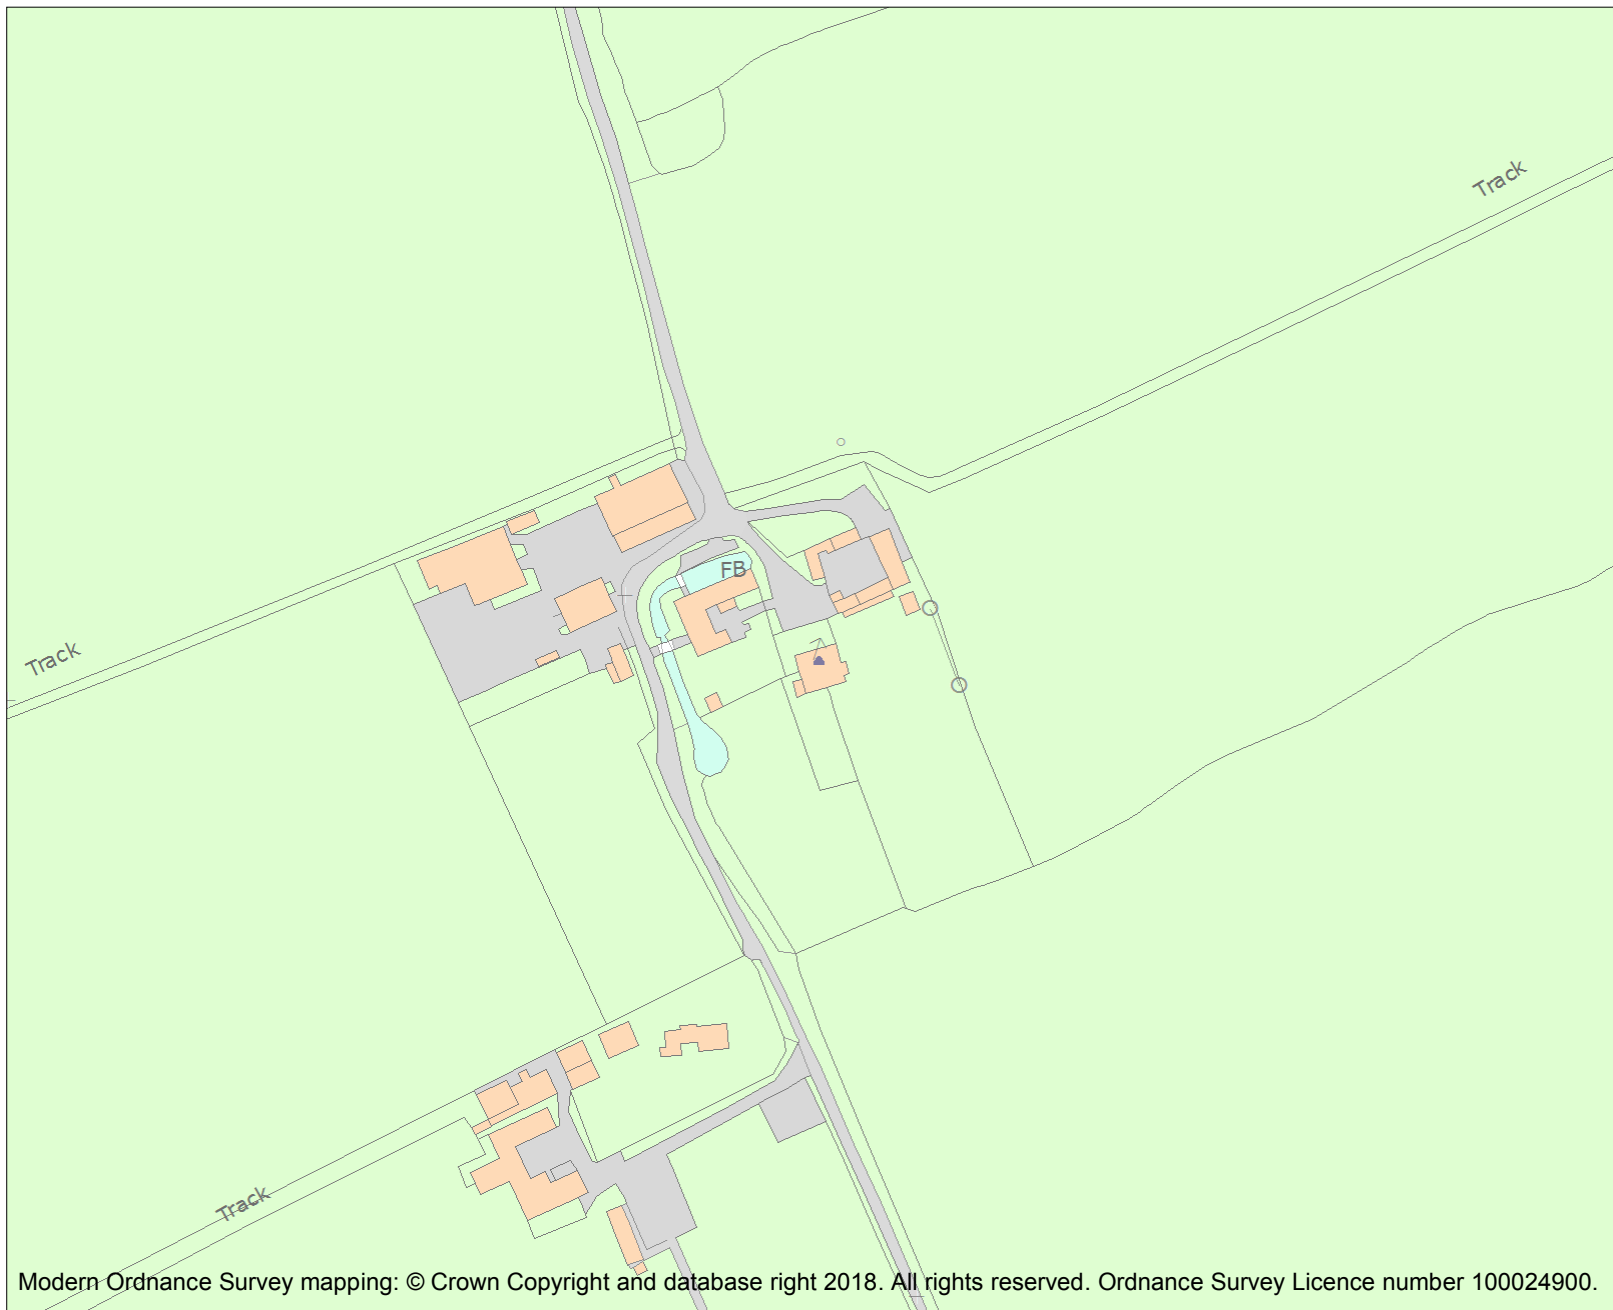 Track
FB
Track
Track
Modern Ordnance Survey mapping: © Crown Copyright and database right 2018. All rights reserved. Ordnance Survey Licence number 100024900.